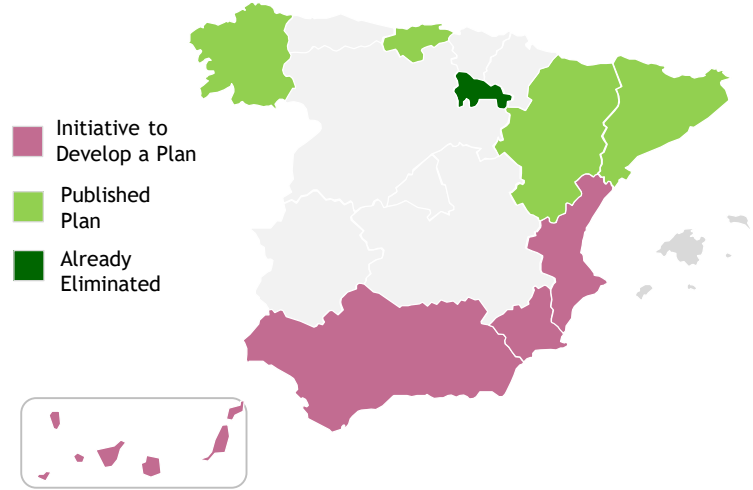 Initiative to
Develop a Plan
Published
Plan
Already
Eliminated